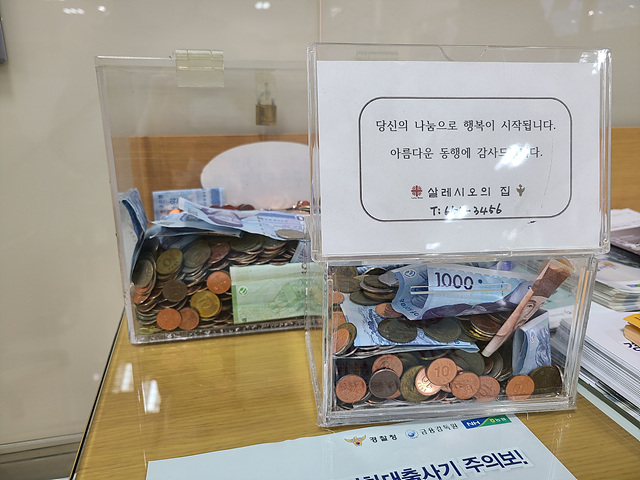 당신의 나눔으로 행복이 시작됩니다.
아름다운 동행에 감사드립니다.
살레시오의 집
3456
1000
10
경찰청 금융감독원 NH농협
대출사기 주의보!